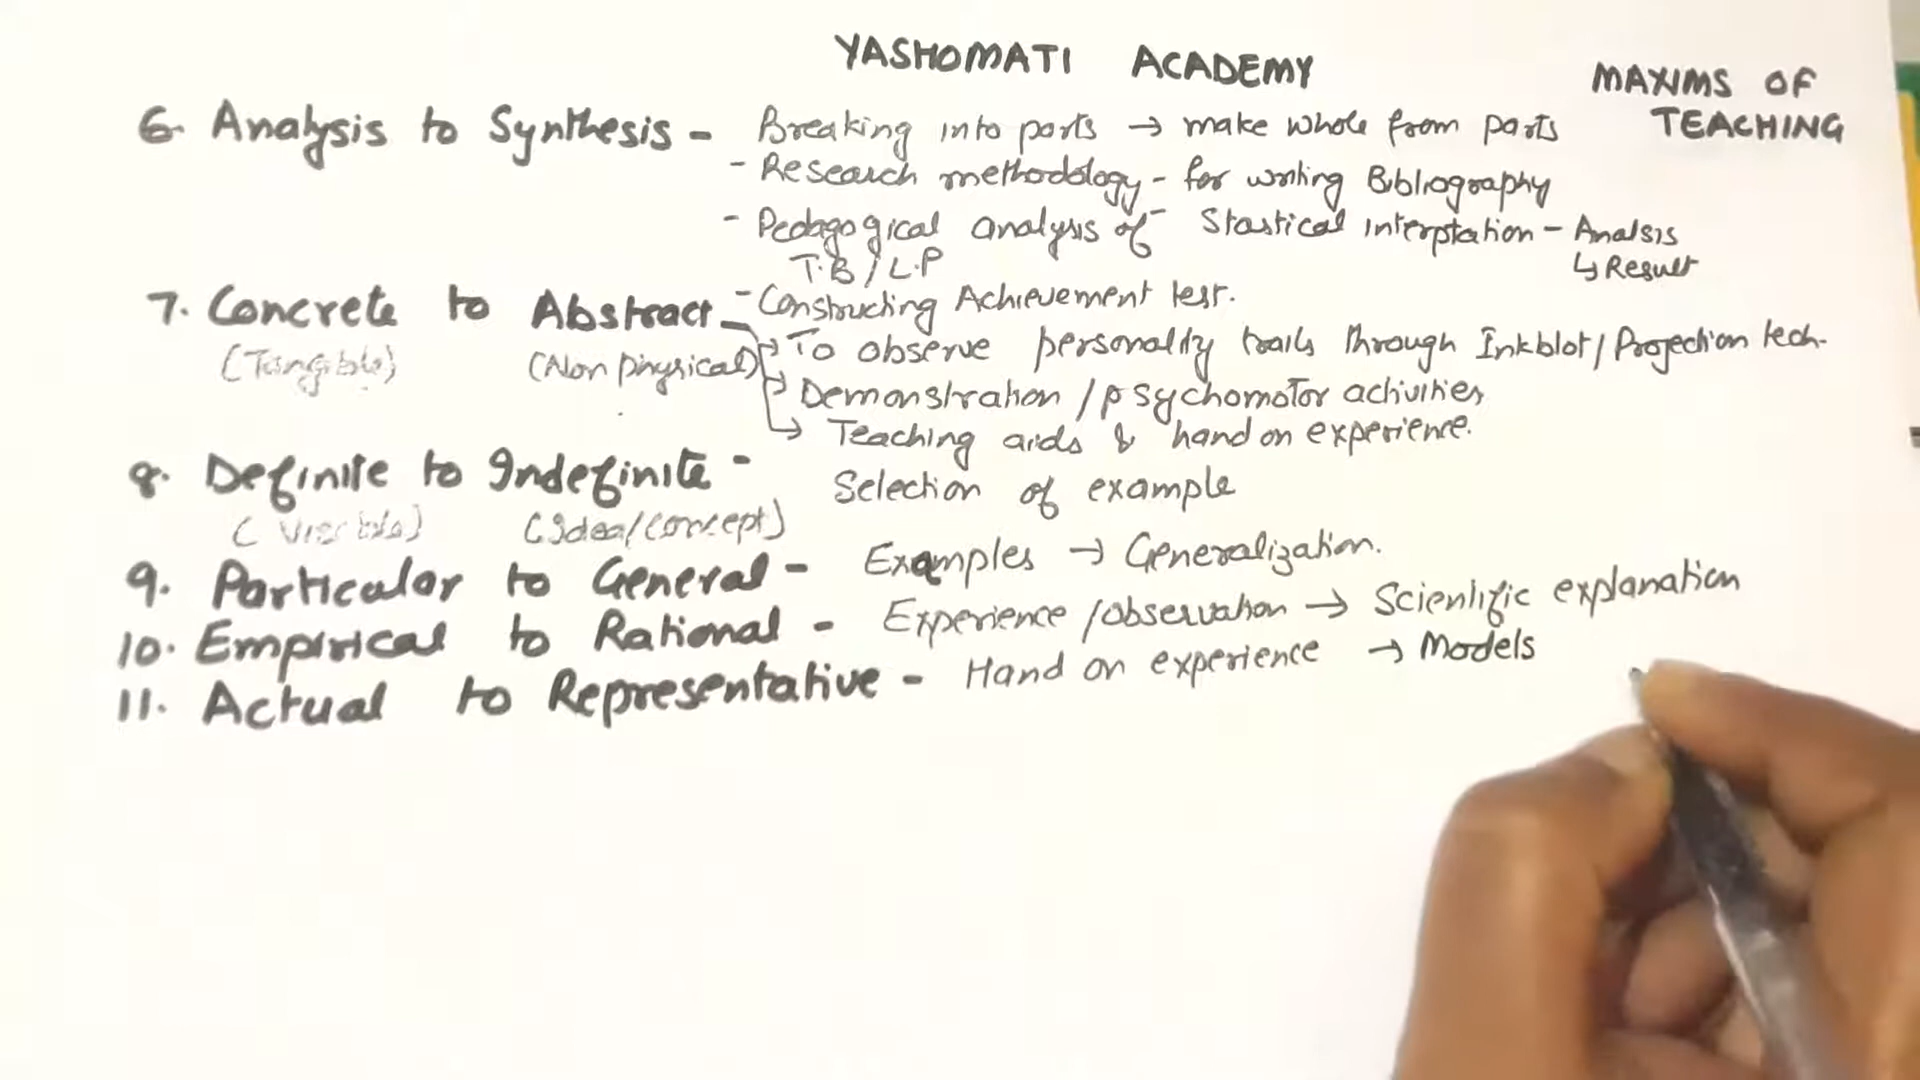 YASHOMATI ACADEMY
MAXIMS OF
TEACHING
6. Analysis to Synthesis - Breaking into parts → make whole from parts
- Research methodology - for writing Bibliography
- Pedagogical analysis of - Stastical interptation - Analsis
T.B/L.P ↳ Result
- Constructing Achievement test.
7. Concrete to Abstract
(Tangible) (Non physical)
→ To observe personality traits through Inkblot/Projection tech.
→ Demonstration/psychomotor activities
→ Teaching aids & hand on experience.
8. Definite to Indefinite - Selection of example
(Visible) (Idea/concept)
9. Particular to General - Examples → Generalization.
10. Empirical to Rational - Experience/observation → Scientific explanation
11. Actual to Representative - Hand on experience → Models